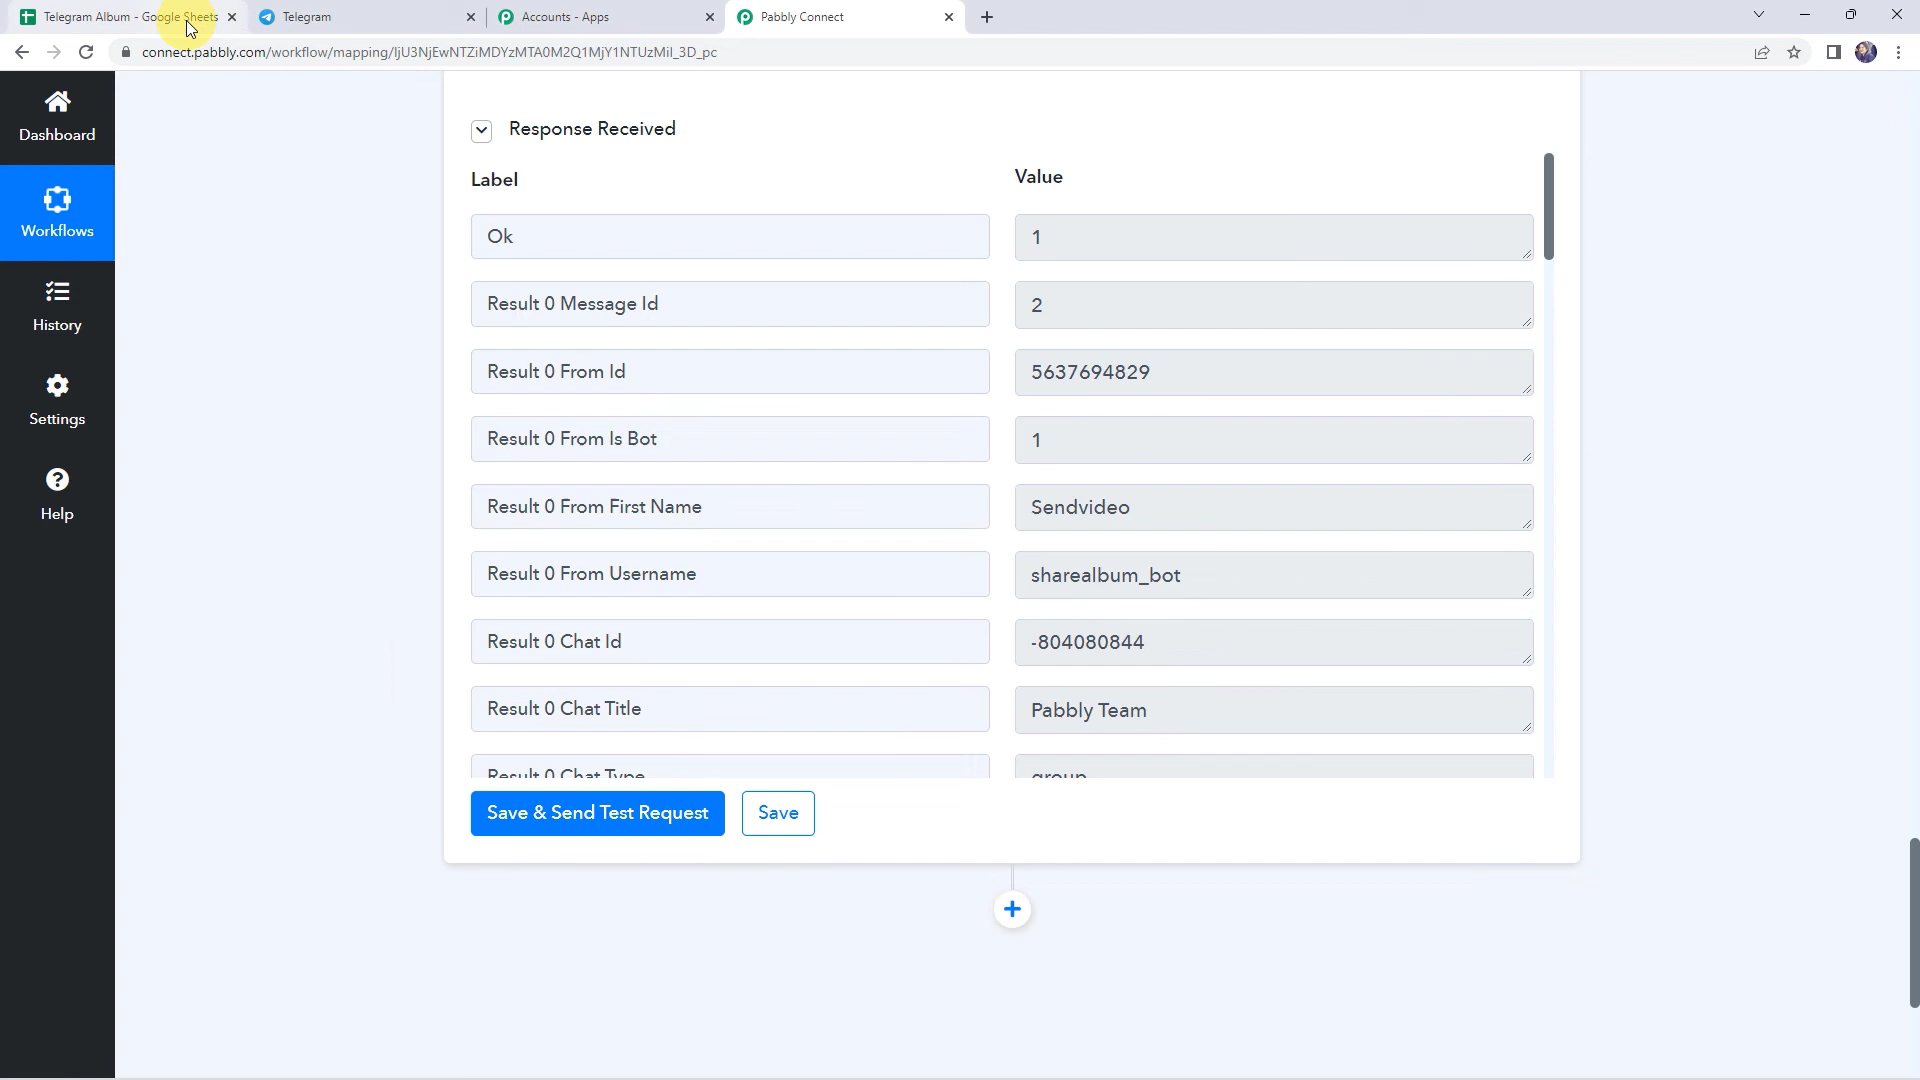 Telegram Album - Google Sheets
Telegram
Accounts - Apps
Pabbly Connect
connect.pabbly.com/workflow/mapping/IjU3NjEwNTZiMDYzMTA0M2Q1MjY1NTUzMiI_3D_pc
Dashboard
Workflows
History
Settings
Help
Response Received
Label
Value
Ok
1
Result 0 Message Id
2
Result 0 From Id
5637694829
Result 0 From Is Bot
1
Result 0 From First Name
Sendvideo
Result 0 From Username
sharealbum_bot
Result 0 Chat Id
-804080844
Result 0 Chat Title
Pabbly Team
Result 0 Chat Type
group
Save & Send Test Request
Save